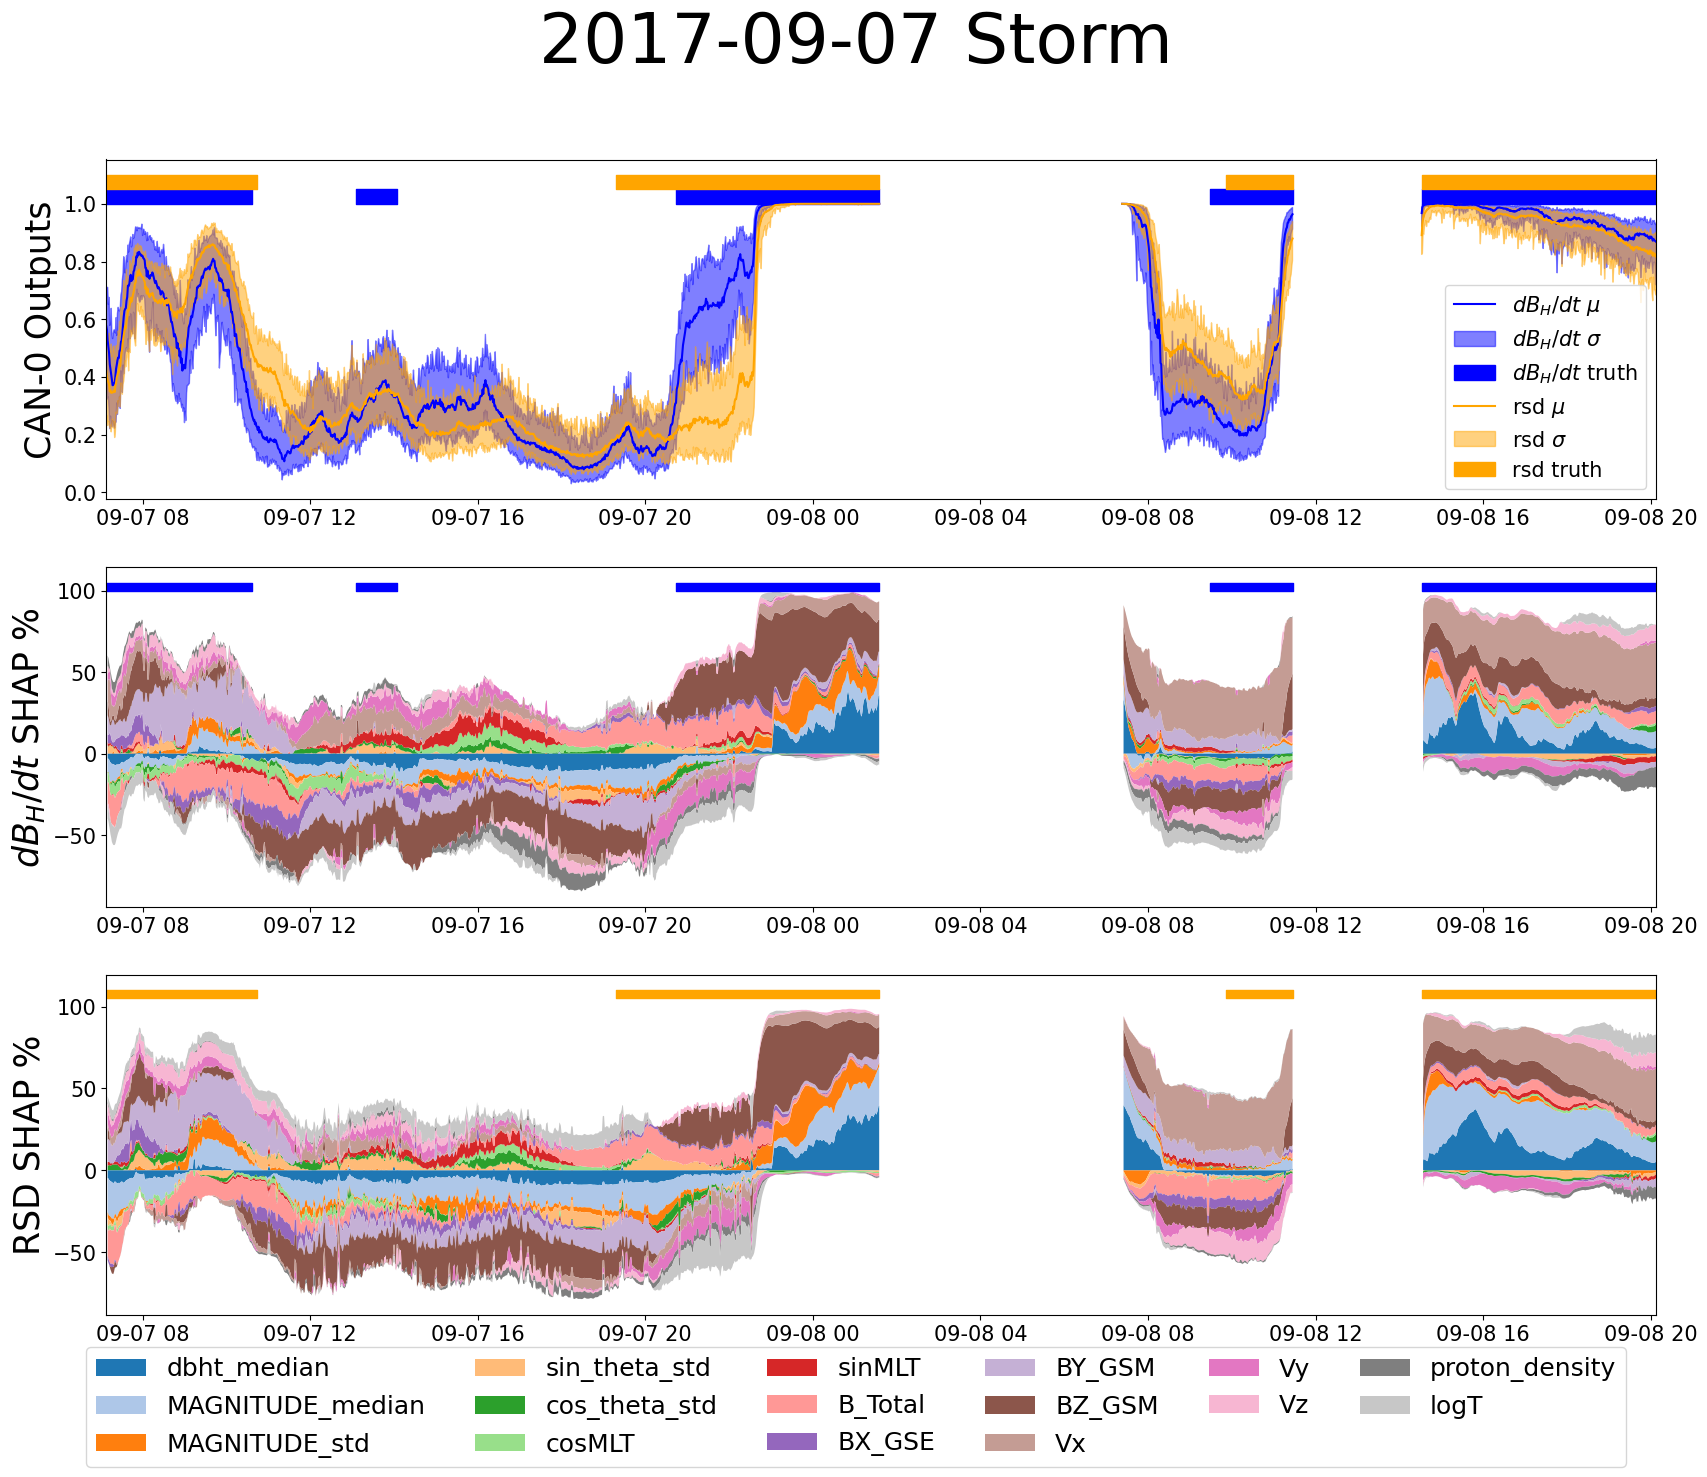 2017-09-07 Storm
CAN-0 Outputs
1.0
0.8
0.6
0.4
0.2
0.0
dB_H/dt μ
dB_H/dt σ
dB_H/dt truth
rsd μ
rsd σ
rsd truth
09-07 08 09-07 12 09-07 16 09-07 20 09-08 00 09-08 04 09-08 08 09-08 12 09-08 16 09-08 20
dB_H/dt SHAP %
100
50
0
−50
09-07 08 09-07 12 09-07 16 09-07 20 09-08 00 09-08 04 09-08 08 09-08 12 09-08 16 09-08 20
RSD SHAP %
100
50
0
−50
09-07 08 09-07 12 09-07 16 09-07 20 09-08 00 09-08 04 09-08 08 09-08 12 09-08 16 09-08 20
dbht_median sin_theta_std sinMLT BY_GSM Vy proton_density
MAGNITUDE_median cos_theta_std B_Total BZ_GSM Vz logT
MAGNITUDE_std cosMLT BX_GSE Vx